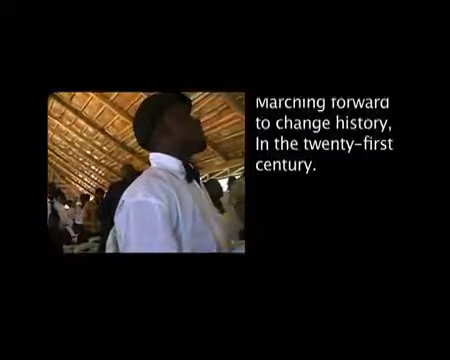 Marching forward
to change history,
In the twenty-first
century.